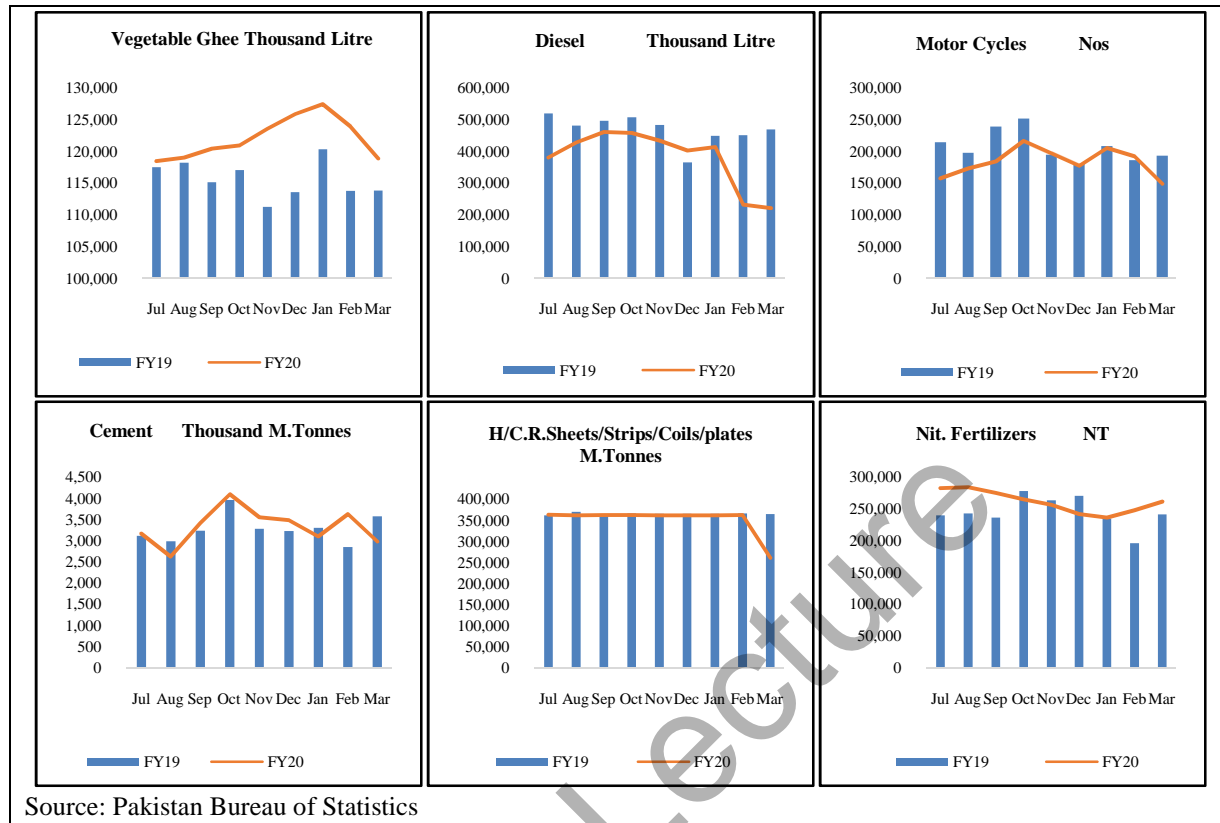 Vegetable Ghee Thousand Litre
130,000
125,000
120,000
115,000
110,000
105,000
100,000
Jul Aug Sep Oct Nov Dec Jan Feb Mar
FY19 FY20
Diesel Thousand Litre
600,000
500,000
400,000
300,000
200,000
100,000
0
Jul Aug Sep Oct Nov Dec Jan Feb Mar
FY19 FY20
Motor Cycles Nos
300,000
250,000
200,000
150,000
100,000
50,000
0
Jul Aug Sep Oct Nov Dec Jan Feb Mar
FY19 FY20
Cement Thousand M.Tonnes
4,500
4,000
3,500
3,000
2,500
2,000
1,500
1,000
500
0
Jul Aug Sep Oct Nov Dec Jan Feb Mar
FY19 FY20
H/C.R.Sheets/Strips/Coils/plates
M.Tonnes
400,000
350,000
300,000
250,000
200,000
150,000
100,000
50,000
0
Jul Aug Sep Oct Nov Dec Jan Feb Mar
FY19 FY20
Nit. Fertilizers NT
300,000
250,000
200,000
150,000
100,000
50,000
0
Jul Aug Sep Oct Nov Dec Jan Feb Mar
FY19 FY20
Lecture
Source: Pakistan Bureau of Statistics